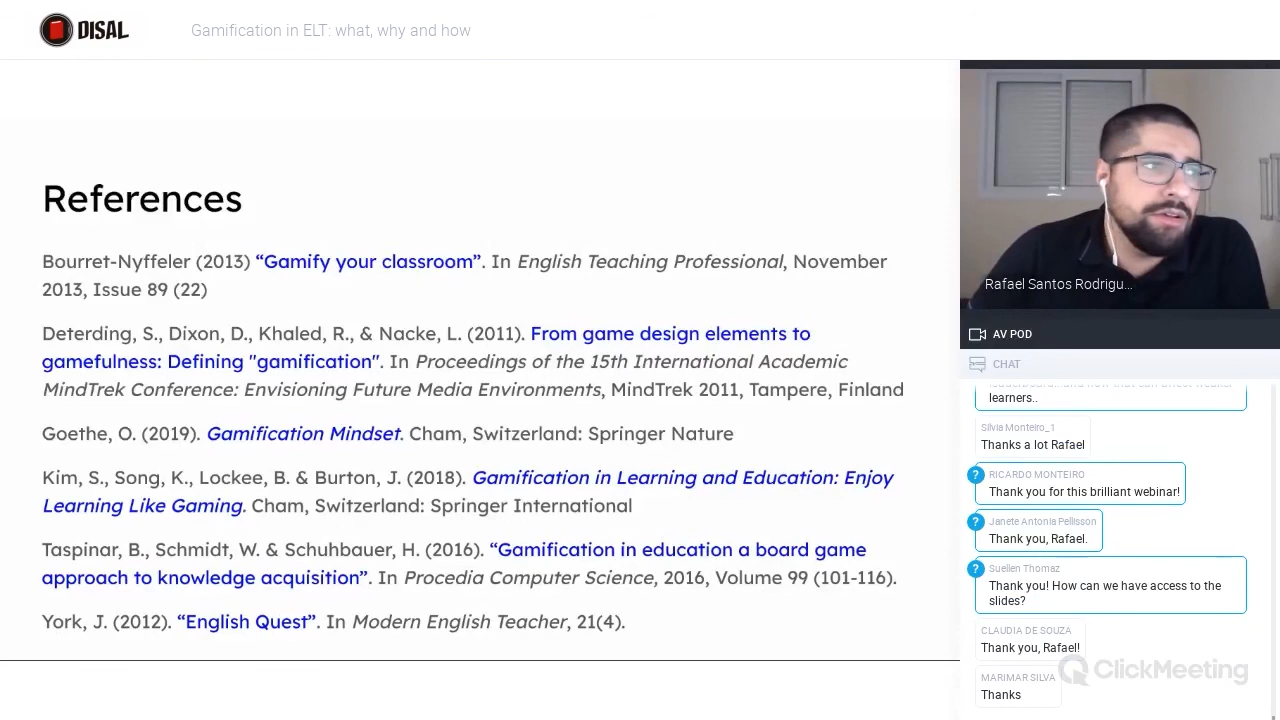 DISAL
Gamification in ELT: what, why and how
References
Bourret-Nyffeler (2013) “Gamify your classroom”. In English Teaching Professional, November
2013, Issue 89 (22)
Deterding, S., Dixon, D., Khaled, R., & Nacke, L. (2011). From game design elements to
gamefulness: Defining "gamification". In Proceedings of the 15th International Academic
MindTrek Conference: Envisioning Future Media Environments, MindTrek 2011, Tampere, Finland
Goethe, O. (2019). Gamification Mindset. Cham, Switzerland: Springer Nature
Kim, S., Song, K., Lockee, B. & Burton, J. (2018). Gamification in Learning and Education: Enjoy
Learning Like Gaming. Cham, Switzerland: Springer International
Taspinar, B., Schmidt, W. & Schuhbauer, H. (2016). “Gamification in education a board game
approach to knowledge acquisition”. In Procedia Computer Science, 2016, Volume 99 (101-116).
York, J. (2012). “English Quest”. In Modern English Teacher, 21(4).
Rafael Santos Rodrigu...
AV POD
CHAT
learners..
Silvia Monteiro_1
Thanks a lot Rafael
? RICARDO MONTEIRO
Thank you for this brilliant webinar!
? Janete Antonia Pellisson
Thank you, Rafael.
? Suellen Thomaz
Thank you! How can we have access to the
slides?
CLAUDIA DE SOUZA
Thank you, Rafael!
MARIMAR SILVA
Thanks
ClickMeeting